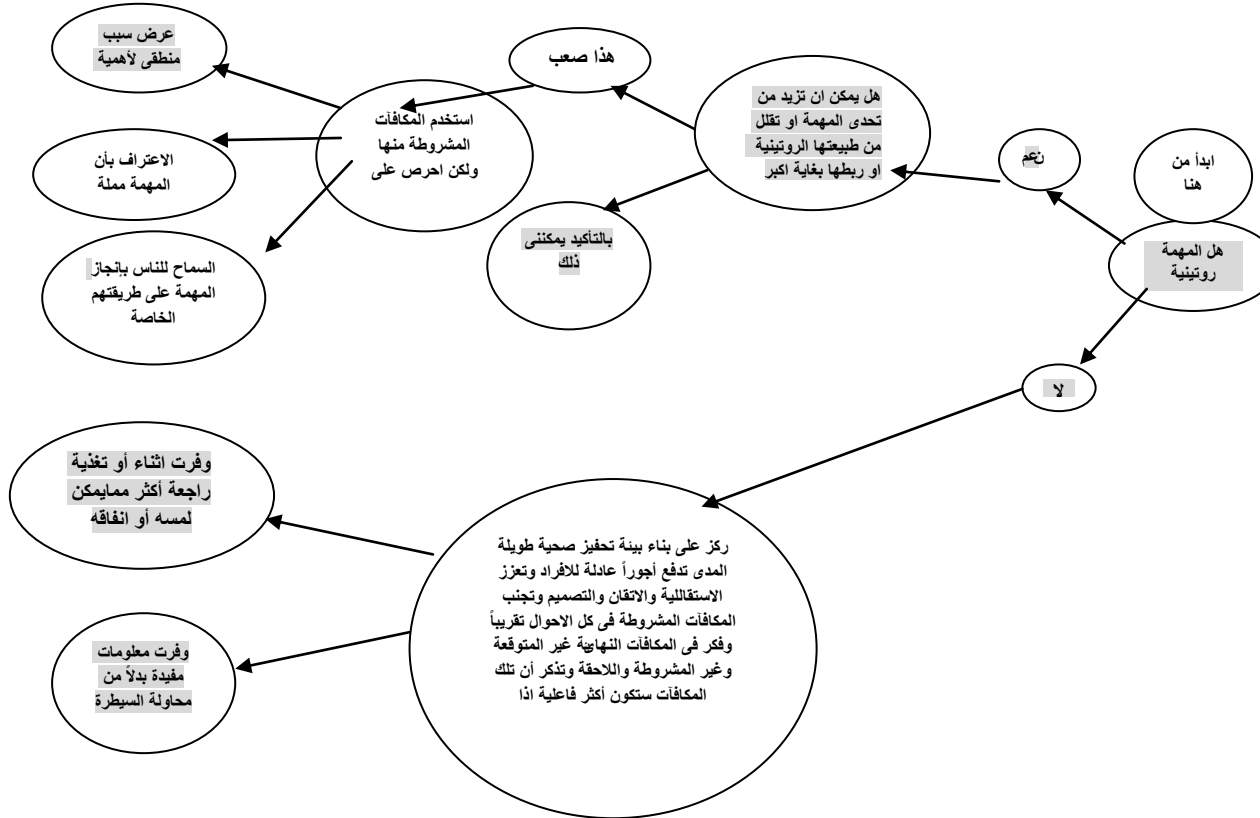 ابدأ من
هنا
هل المهمة
روتينية
نعم
هل يمكن ان تزيد من
تحدى المهمة او تقلل
من طبيعتها الروتينية
او ربطها بغاية اكبر
هذا صعب
بالتأكيد يمكننى
ذلك
استخدم المكافآت
المشروطة منها
ولكن احرص على
عرض سبب
منطقى لأهمية
الاعتراف بأن
المهمة مملة
السماح للناس بإنجاز
المهمة على طريقتهم
الخاصة
لا
ركز على بناء بيئة تحفيز صحية طويلة
المدى تدفع أجوراً عادلة للافراد وتعزز
الاستقاللية والاتقان والتصميم وتجنب
المكافآت المشروطة فى كل الاحوال تقريباً
وفكر فى المكافآت النهاية غير المتوقعة
وغير المشروطة واللاحقة وتذكر أن تلك
المكافآت ستكون أكثر فاعلية اذا
وفرت اثناء أو تغذية
راجعة أكثر ممايمكن
لمسه أو انفاقه
وفرت معلومات
مفيدة بدلاً من
محاولة السيطرة